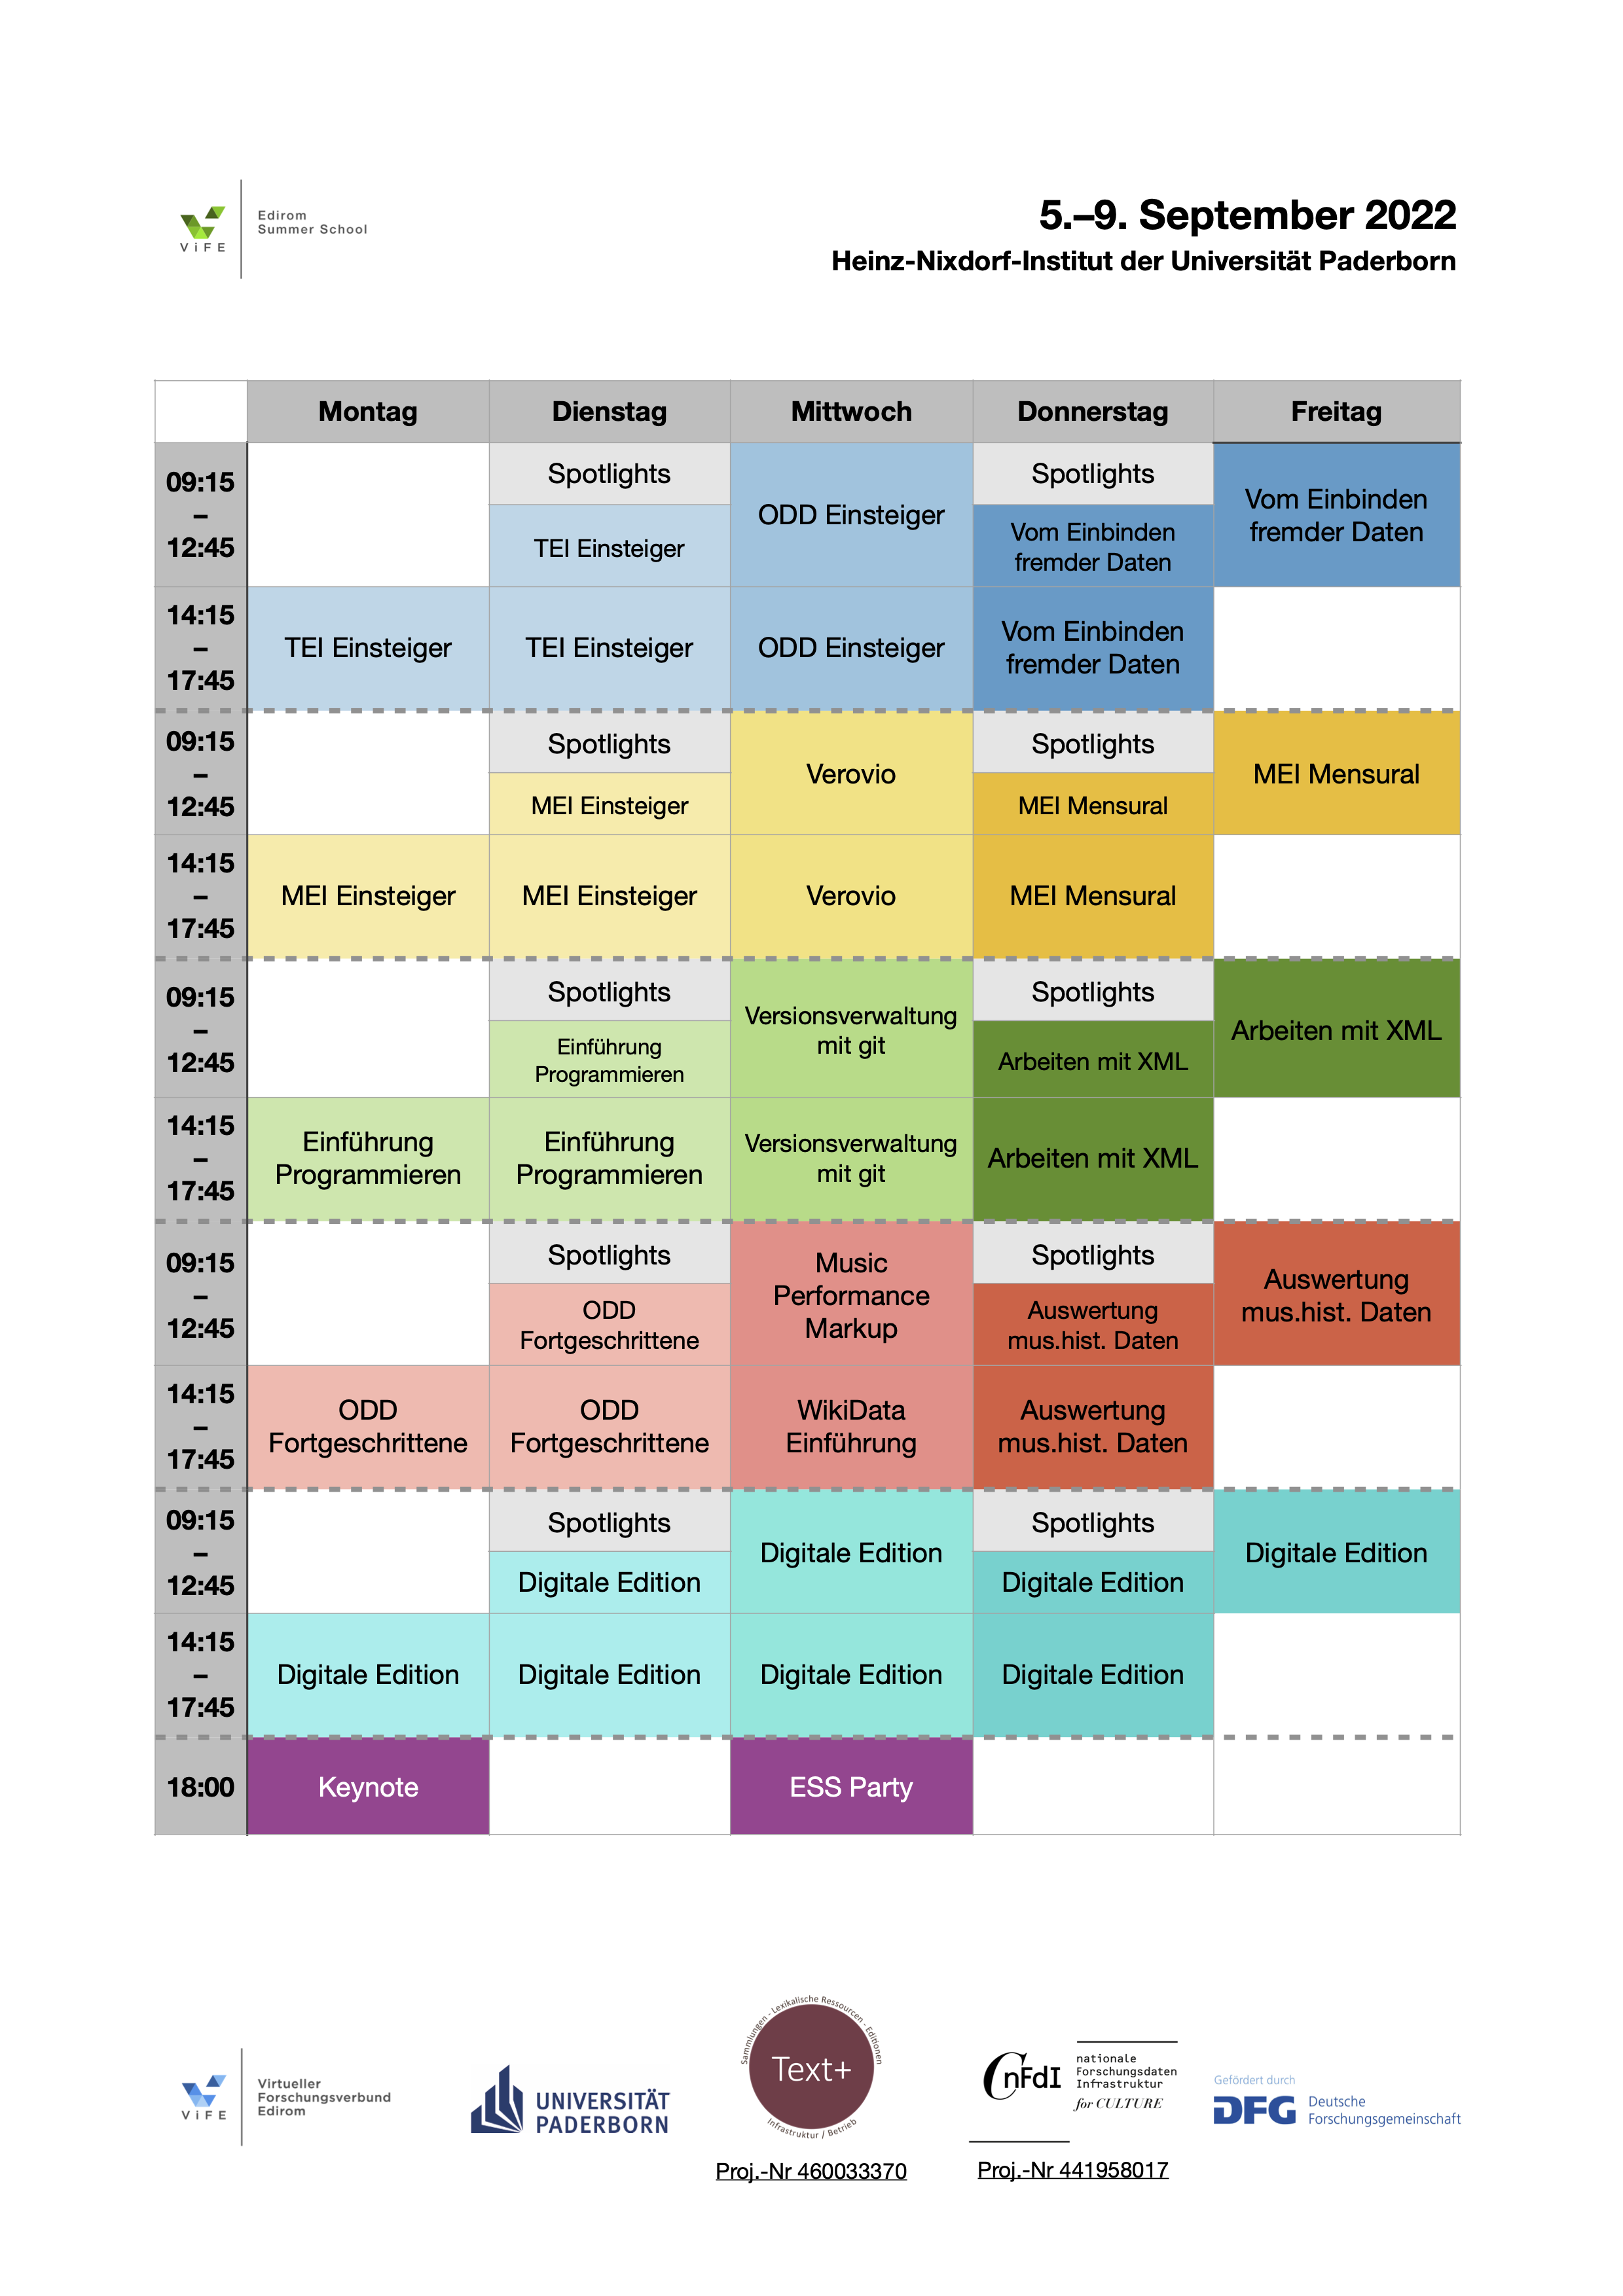 ViFE
Edirom
Summer School
5.–9. September 2022
Heinz-Nixdorf-Institut der Universität Paderborn
Montag Dienstag Mittwoch Donnerstag Freitag
09:15
–
12:45
Spotlights
TEI Einsteiger
ODD Einsteiger
Spotlights
Vom Einbinden
fremder Daten
Vom Einbinden
fremder Daten
14:15
–
17:45
TEI Einsteiger
TEI Einsteiger
ODD Einsteiger
Vom Einbinden
fremder Daten
09:15
–
12:45
Spotlights
MEI Einsteiger
Verovio
Spotlights
MEI Mensural
MEI Mensural
14:15
–
17:45
MEI Einsteiger
MEI Einsteiger
Verovio
MEI Mensural
09:15
–
12:45
Spotlights
Einführung
Programmieren
Versionsverwaltung
mit git
Spotlights
Arbeiten mit XML
Arbeiten mit XML
14:15
–
17:45
Einführung
Programmieren
Einführung
Programmieren
Versionsverwaltung
mit git
Arbeiten mit XML
09:15
–
12:45
Spotlights
ODD
Fortgeschrittene
Music
Performance
Markup
Spotlights
Auswertung
mus.hist. Daten
Auswertung
mus.hist. Daten
14:15
–
17:45
ODD
Fortgeschrittene
ODD
Fortgeschrittene
WikiData
Einführung
Auswertung
mus.hist. Daten
09:15
–
12:45
Spotlights
Digitale Edition
Digitale Edition
Spotlights
Digitale Edition
Digitale Edition
14:15
–
17:45
Digitale Edition
Digitale Edition
Digitale Edition
Digitale Edition
18:00
Keynote
ESS Party
ViFE
Virtueller
Forschungsverbund
Edirom
UNIVERSITÄT
PADERBORN
Sammlungen - Lexikalische Ressourcen - Editionen
Text+
Infrastruktur / Betrieb
Proj.-Nr 460033370
nFdI
nationale
Forschungsdaten
Infrastruktur
for CULTURE
Proj.-Nr 441958017
Gefördert durch
DFG
Deutsche
Forschungsgemeinschaft